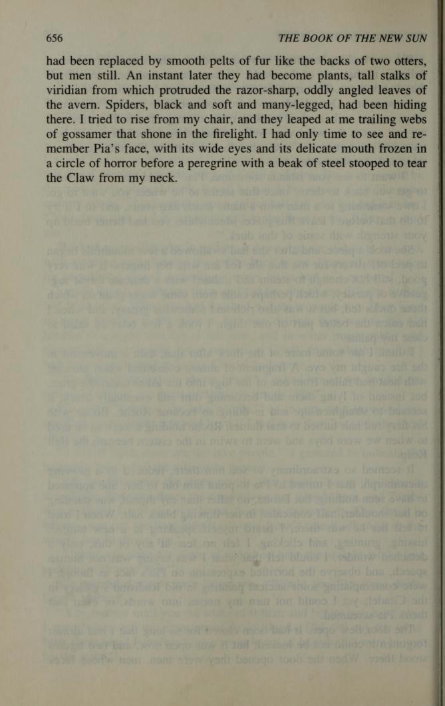 656 THE BOOK OF THE NEW SUN
had been replaced by smooth pelts of fur like the backs of two otters,
but men still. An instant later they had become plants, tall stalks of
viridian from which protruded the razor-sharp, oddly angled leaves of
the avern. Spiders, black and soft and many-legged, had been hiding
there. I tried to rise from my chair, and they leaped at me trailing webs
of gossamer that shone in the firelight. I had only time to see and re-
member Pia's face, with its wide eyes and its delicate mouth frozen in
a circle of horror before a peregrine with a beak of steel stooped to tear
the Claw from my neck.